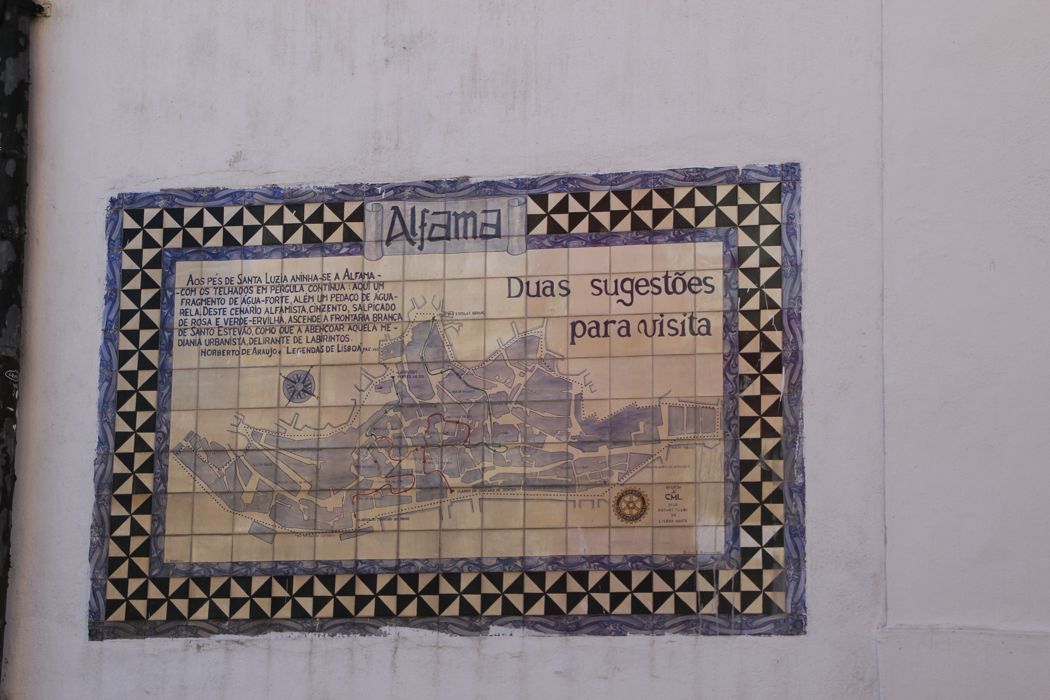 Alfama
Aos pés de Santa Luzia aninha-se a Alfama -
- com os telhados em pérgula contínua: aqui um
fragmento de água-forte, além um pedaço de água-
rela. Deste cenário alfamista, cinzento, salpicado
de rosa e verde-ervilha, ascende a frontaria branca
de Santo Estevão, como que a abençoar aquela me-
diania urbanista, delirante de labirintos.
Norberto de Araujo "Legendas de Lisboa"
Duas sugestões
para visita
CML